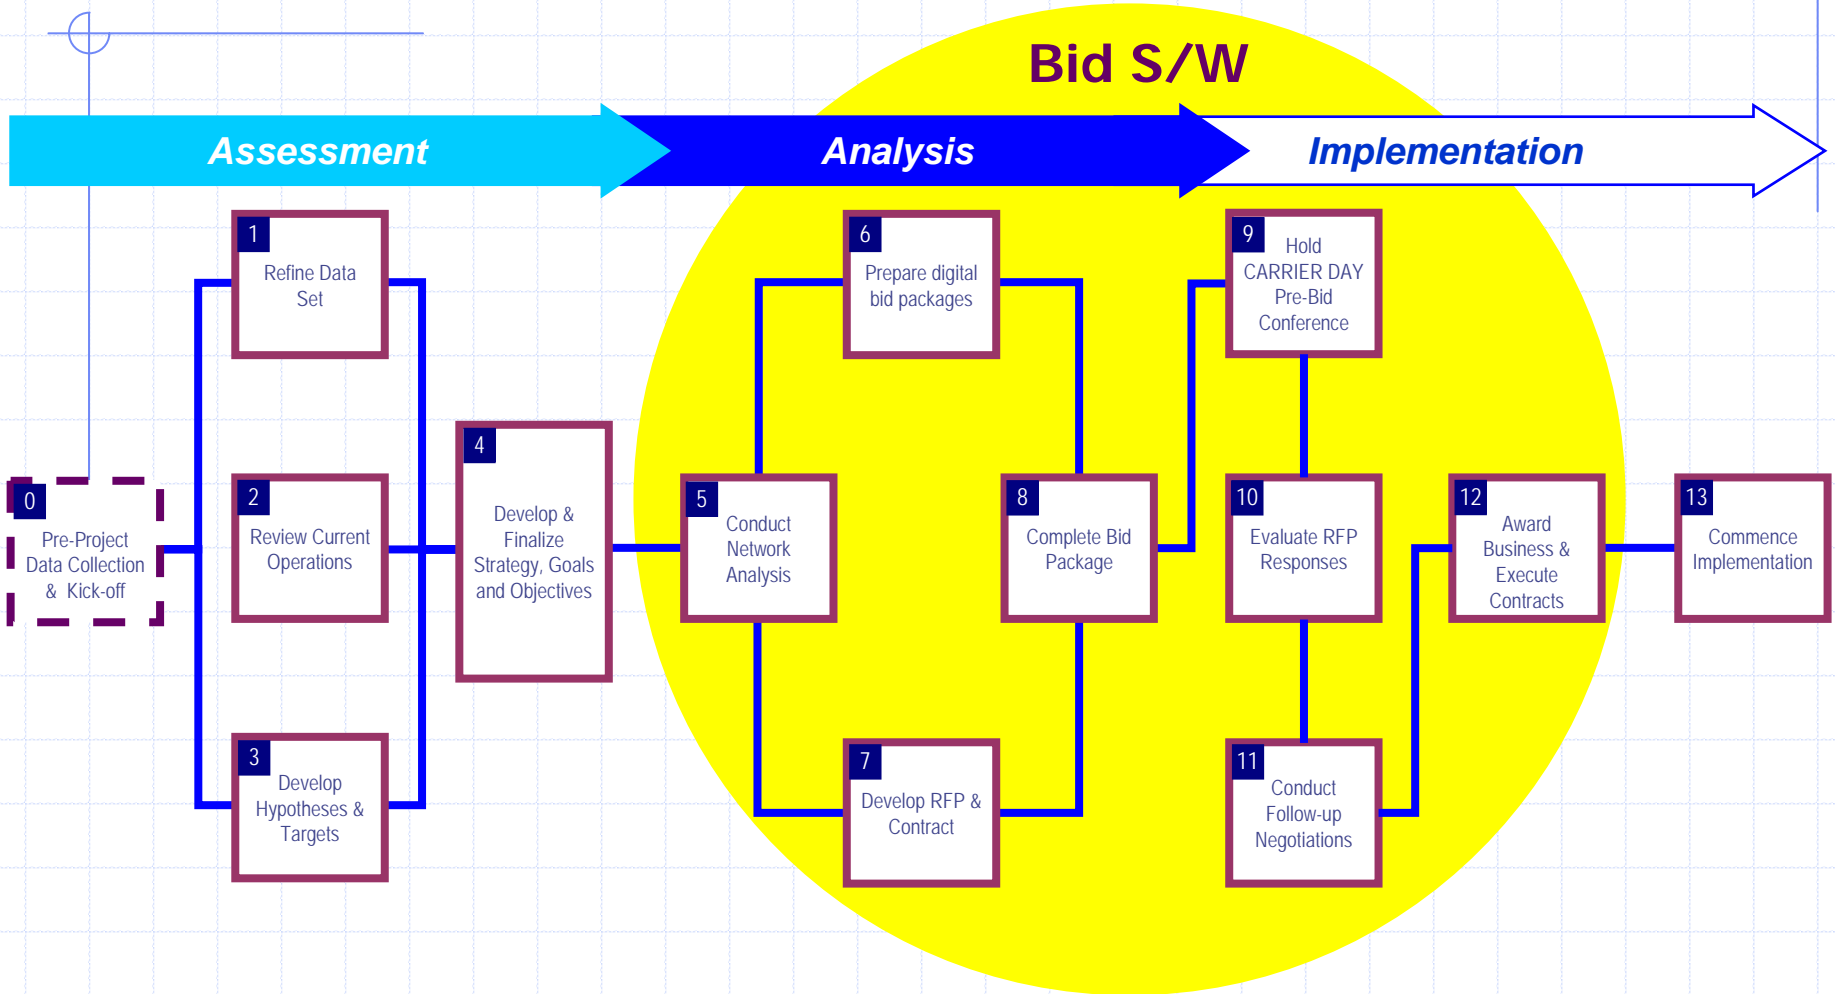 Bid S/W
Assessment
Analysis
Implementation
0
Pre-Project
Data Collection
& Kick-off
1
Refine Data
Set
2
Review Current
Operations
3
Develop
Hypotheses &
Targets
4
Develop &
Finalize
Strategy, Goals
and Objectives
5
Conduct
Network
Analysis
6
Prepare digital
bid packages
7
Develop RFP &
Contract
8
Complete Bid
Package
9
Hold
CARRIER DAY
Pre-Bid
Conference
10
Evaluate RFP
Responses
11
Conduct
Follow-up
Negotiations
12
Award
Business &
Execute
Contracts
13
Commence
Implementation